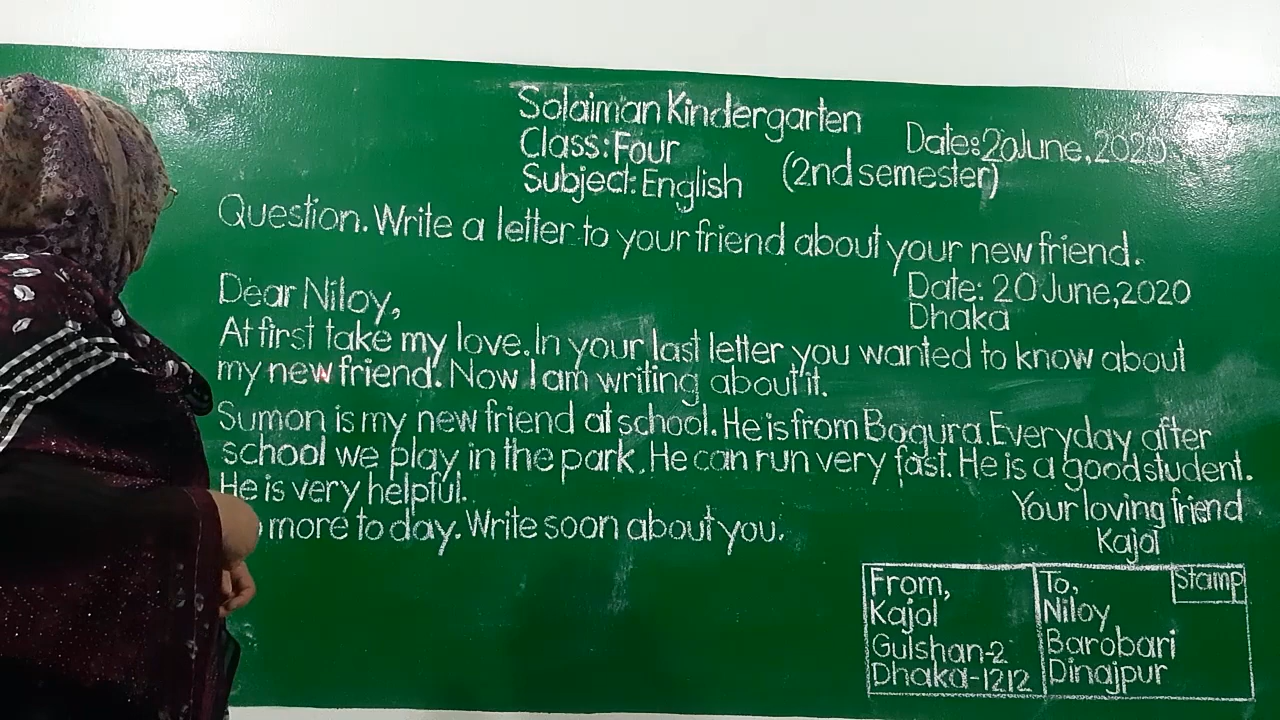 Solaiman Kindergarten
Class: Four
Date: 20 June, 2020
Subject: English (2nd semester)
Question. Write a letter to your friend about your new friend.
Date: 20 June, 2020
Dhaka
Dear Niloy,
At first take my love. In your last letter you wanted to know about
my new friend. Now I am writing about it.
Sumon is my new friend at school. He is from Bogura. Everyday after
school we play in the park. He can run very fast. He is a good student.
He is very helpful.
more to day. Write soon about you.
Your loving friend
Kajol
From,
Kajol
Gulshan-2
Dhaka-1212
To,
Niloy
Barobari
Dinajpur
Stamp